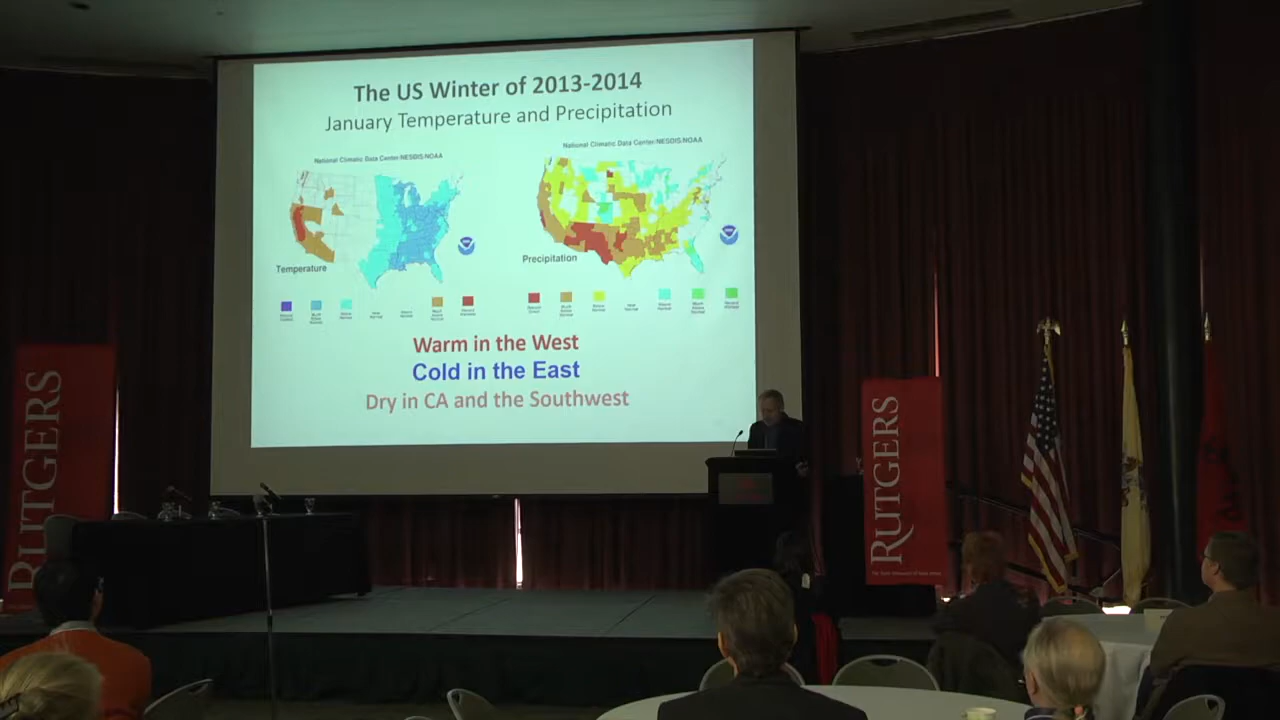 The US Winter of 2013-2014
January Temperature and Precipitation
National Climatic Data Center/NESDIS/NOAA
National Climatic Data Center/NESDIS/NOAA
Temperature
Precipitation
Warm in the West
Cold in the East
Dry in CA and the Southwest
RUTGERS
RUTGERS